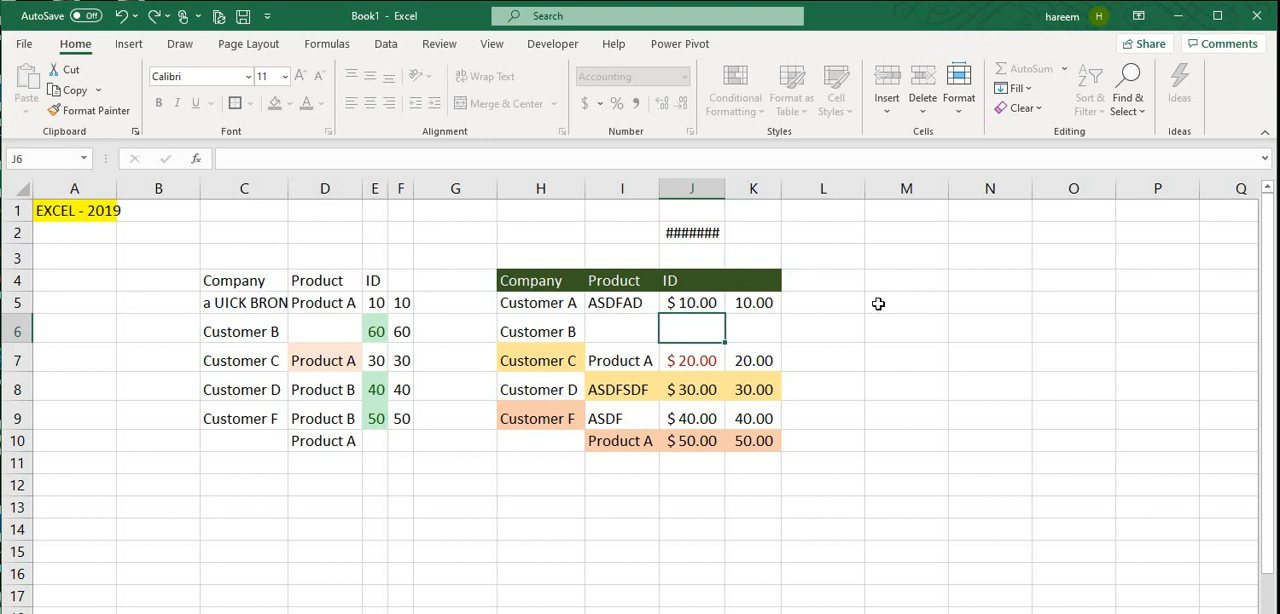 AutoSave Off Book1 - Excel Search hareem H
File Home Insert Draw Page Layout Formulas Data Review View Developer Help Power Pivot Share Comments
Paste Cut Copy Format Painter Clipboard
Calibri 11 A A B I U A Font
Wrap Text Merge & Center Alignment
Accounting $ % , Number
Conditional Formatting Format as Table Cell Styles Styles
Insert Delete Format Cells
AutoSum Fill Clear Sort & Filter Find & Select Editing
Ideas Ideas
J6 fx
A B C D E F G H I J K L M N O P Q
1 EXCEL - 2019
2 #######
3
4 Company Product ID Company Product ID
5 a UICK BRON Product A 10 10 Customer A ASDFAD $ 10.00 10.00
6 Customer B 60 60 Customer B
7 Customer C Product A 30 30 Customer C Product A $ 20.00 20.00
8 Customer D Product B 40 40 Customer D ASDFSDF $ 30.00 30.00
9 Customer F Product B 50 50 Customer F ASDF $ 40.00 40.00
10 Product A Product A $ 50.00 50.00
11
12
13
14
15
16
17